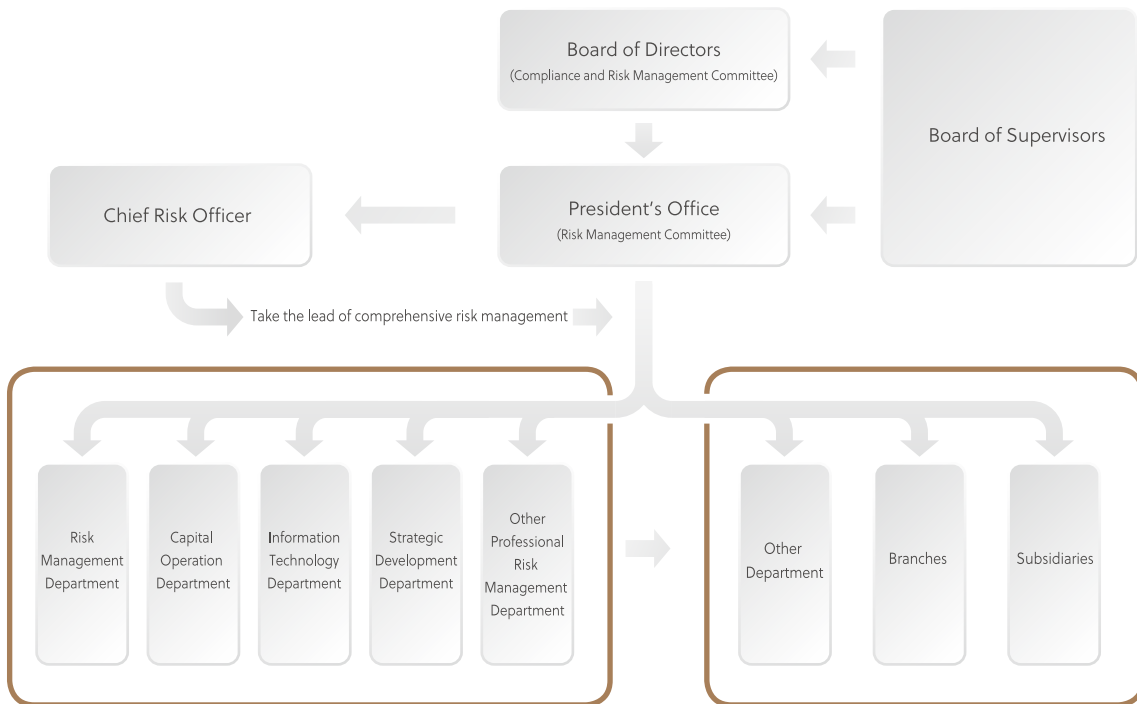 Board of Directors
(Compliance and Risk Management Committee)
Board of Supervisors
Chief Risk Officer
President's Office
(Risk Management Committee)
Take the lead of comprehensive risk management
Risk
Management
Department
Capital
Operation
Department
Information
Technology
Department
Strategic
Development
Department
Other
Professional
Risk
Management
Department
Other
Department
Branches
Subsidiaries